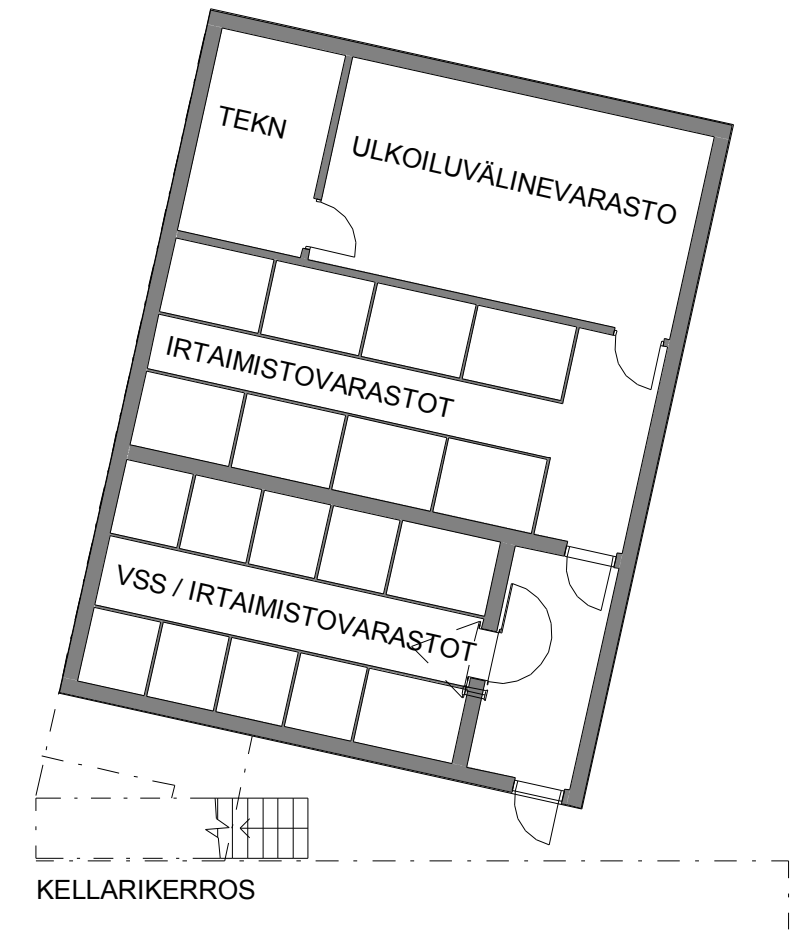 TEKN
ULKOILUVÄLINEVARASTO
IRTAIMISTOVARASTOT
VSS / IRTAIMISTOVARASTOT
KELLARIKERROS